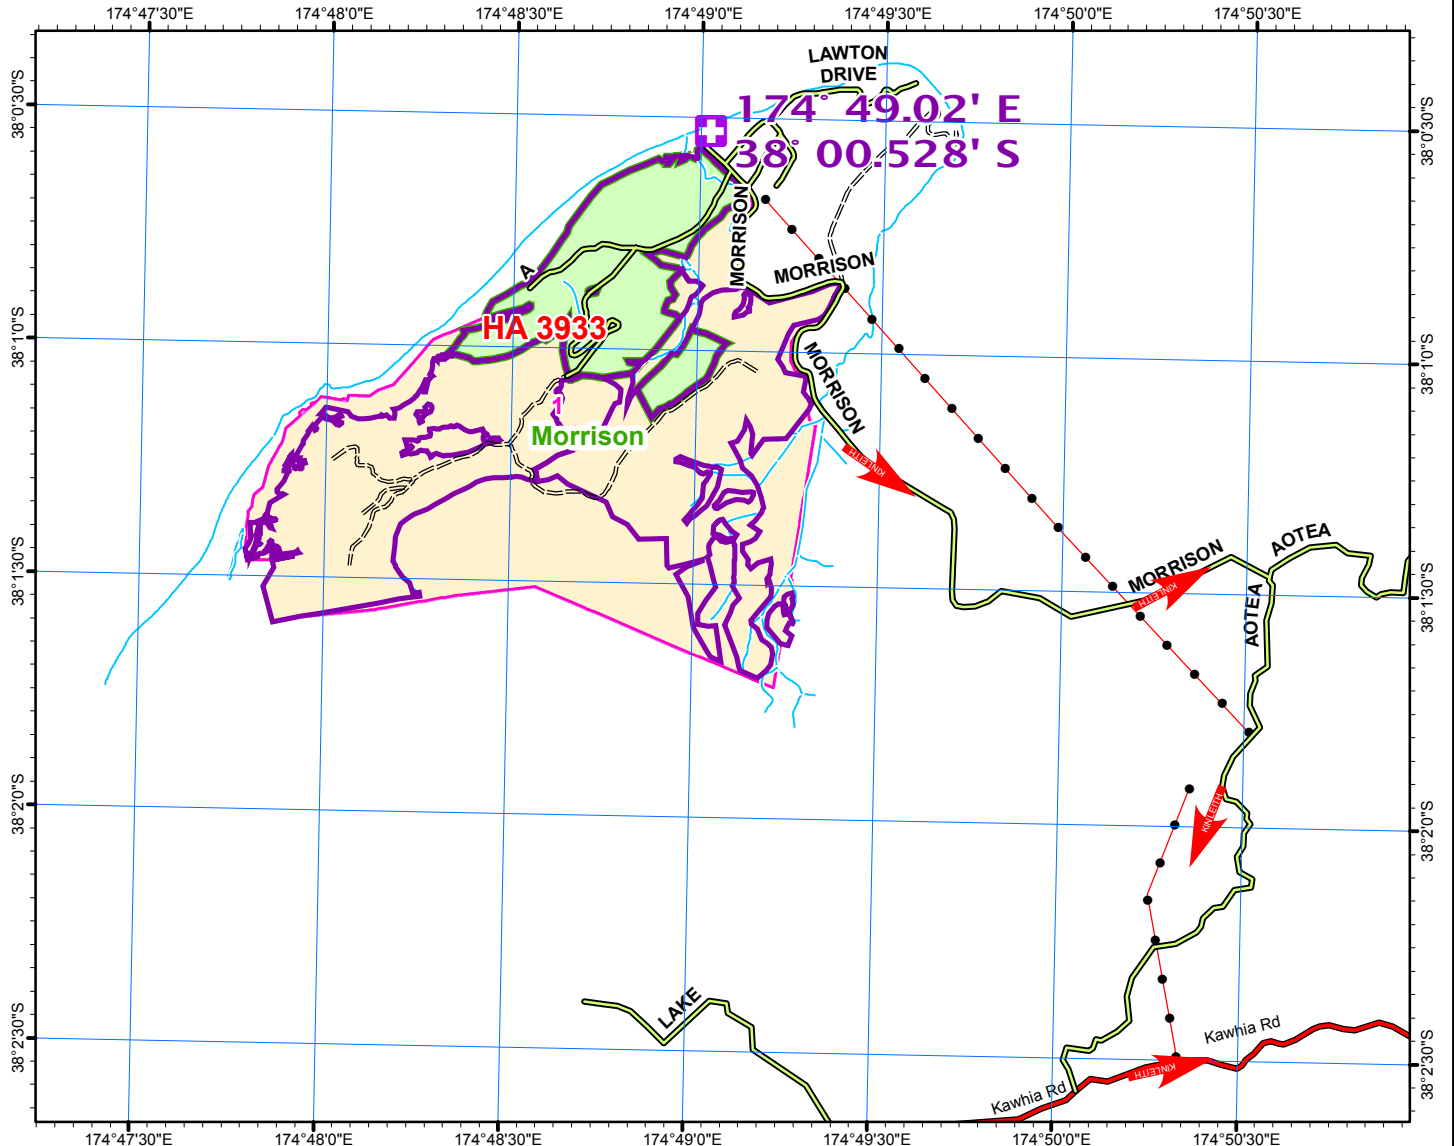 174°47'30"E 174°48'0"E 174°48'30"E 174°49'0"E 174°49'30"E 174°50'0"E 174°50'30"E
LAWTON
DRIVE
174° 49.02' E
38° 00.528' S
38°0'30"S
38°0'30"S
MORRISON
MORRISON
A
HA 3933
38°1'0"S
38°1'0"S
MORRISON
1
Morrison
KINLEITH
AOTEA
MORRISON
KINLEITH
AOTEA
38°1'30"S
38°1'30"S
KINLEITH
38°2'0"S
38°2'0"S
LAKE
Kawhia Rd
38°2'30"S
38°2'30"S
KINLEITH
Kawhia Rd
174°47'30"E 174°48'0"E 174°48'30"E 174°49'0"E 174°49'30"E 174°50'0"E 174°50'30"E